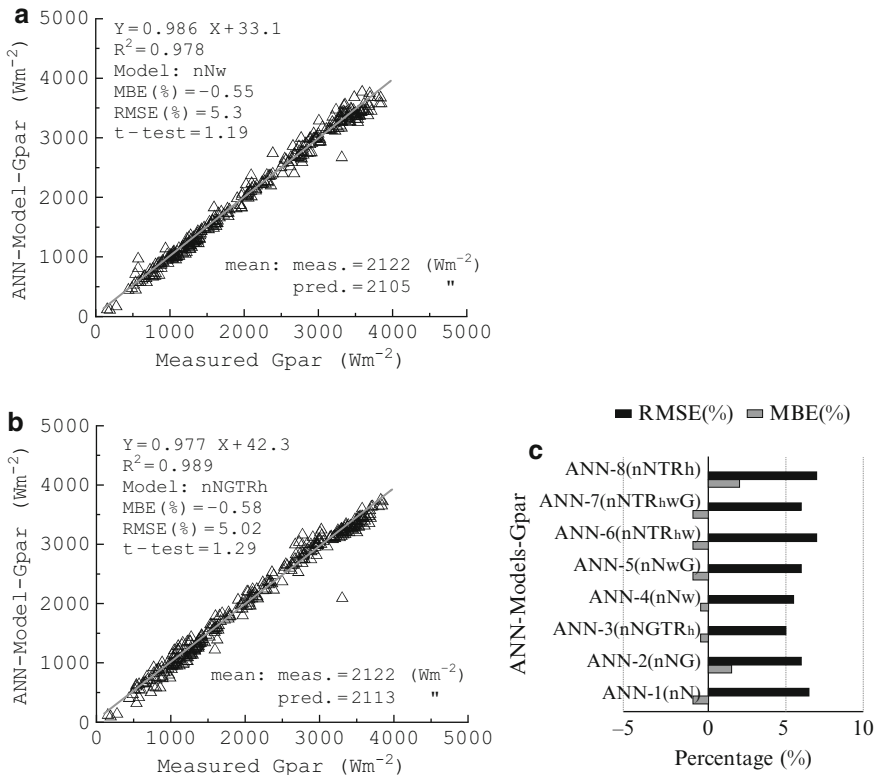 a
5000
4000
3000
2000
1000
0
ANN-Model-Gpar (Wm⁻²)
Y=0.986 X+33.1
R²=0.978
Model: nNw
MBE(%)=−0.55
RMSE(%)=5.3
t-test=1.19
mean: meas.=2122 (Wm⁻²)
pred.=2105 "
0 1000 2000 3000 4000 5000
Measured Gpar (Wm⁻²)
b
5000
4000
3000
2000
1000
0
ANN-Model-Gpar (Wm⁻²)
Y=0.977 X+42.3
R²=0.989
Model: nNGTRh
MBE(%)=−0.58
RMSE(%)=5.02
t-test=1.29
mean: meas.=2122 (Wm⁻²)
pred.=2113 "
0 1000 2000 3000 4000 5000
Measured Gpar (Wm⁻²)
RMSE(%) MBE(%)
c
ANN-Models-Gpar
ANN-8(nNTRh)
ANN-7(nNTRhwG)
ANN-6(nNTRhw)
ANN-5(nNwG)
ANN-4(nNw)
ANN-3(nNGTRh)
ANN-2(nNG)
ANN-1(nN)
−5 0 5 10
Percentage (%)